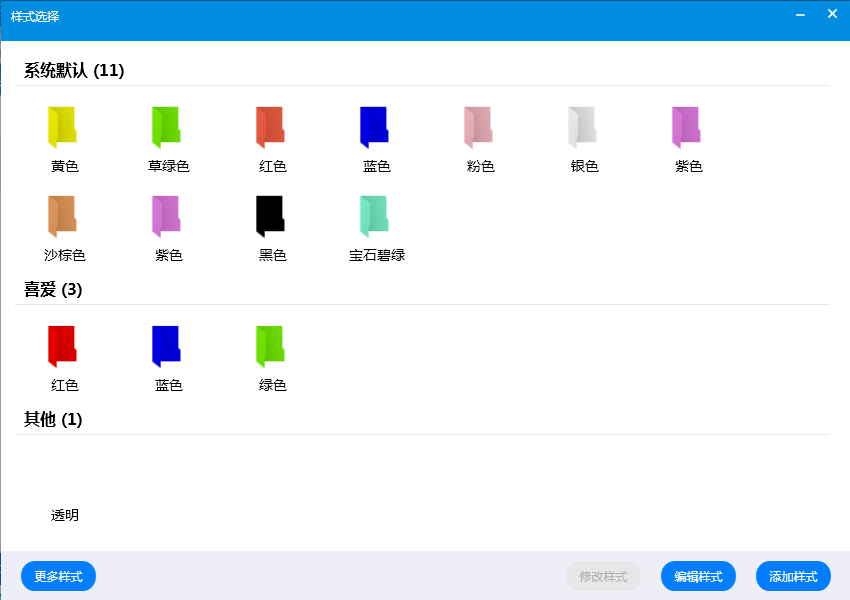 样式选择
系统默认 (11)
黄色 草绿色 红色 蓝色 粉色 银色 紫色
沙棕色 紫色 黑色 宝石碧绿
喜爱 (3)
红色 蓝色 绿色
其他 (1)
透明
更多样式 修改样式 编辑样式 添加样式